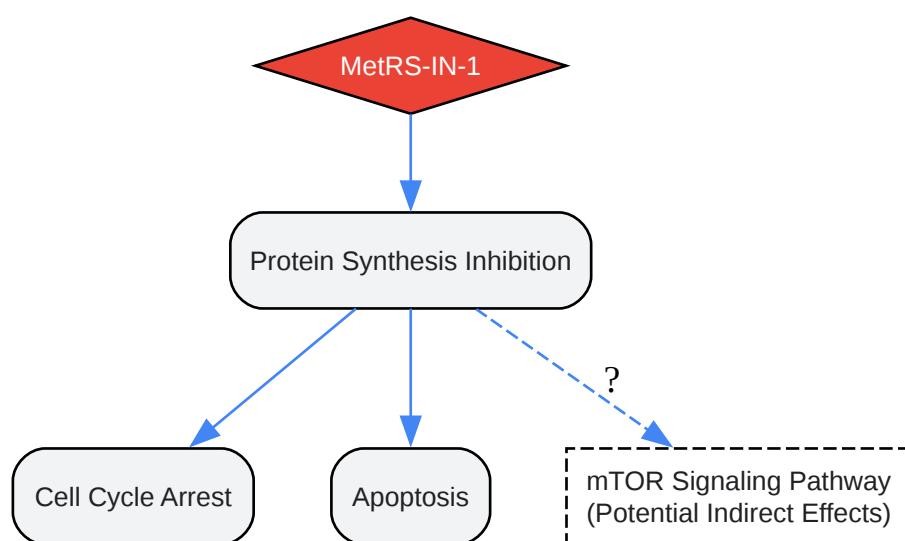 MetRS-IN-1
Protein Synthesis Inhibition
?
Cell Cycle Arrest
Apoptosis
mTOR Signaling Pathway
(Potential Indirect Effects)